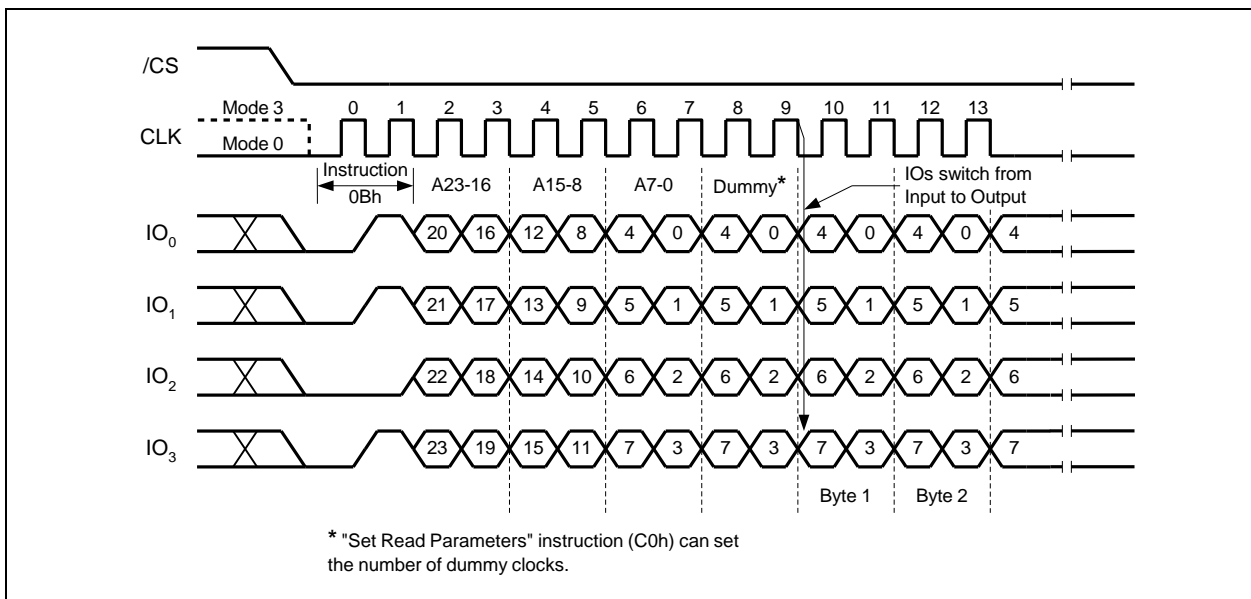 /CS
Mode 3 0 1 2 3 4 5 6 7 8 9 10 11 12 13
CLK Mode 0
Instruction
0Bh
A23-16 A15-8 A7-0 Dummy*
IOs switch from
Input to Output
IO0 20 16 12 8 4 0 4 0 4 0 4 0 4
IO1 21 17 13 9 5 1 5 1 5 1 5 1 5
IO2 22 18 14 10 6 2 6 2 6 2 6 2 6
IO3 23 19 15 11 7 3 7 3 7 3 7 3 7
Byte 1 Byte 2
* "Set Read Parameters" instruction (C0h) can set
the number of dummy clocks.